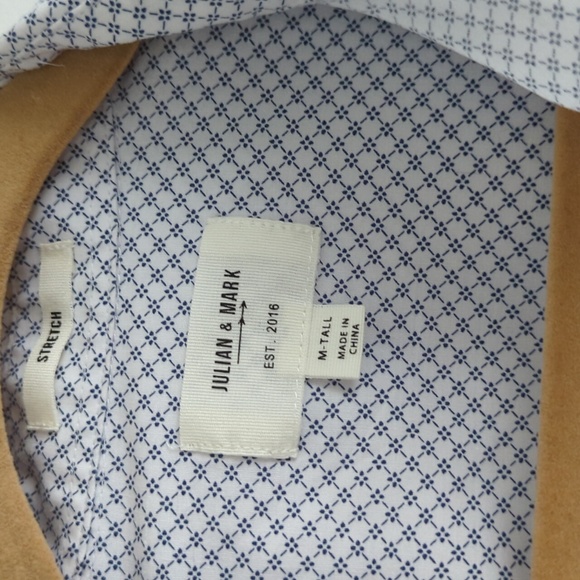 JULIAN & MARK
EST. 2016
M-TALL
MADE IN
CHINA
STRETCH